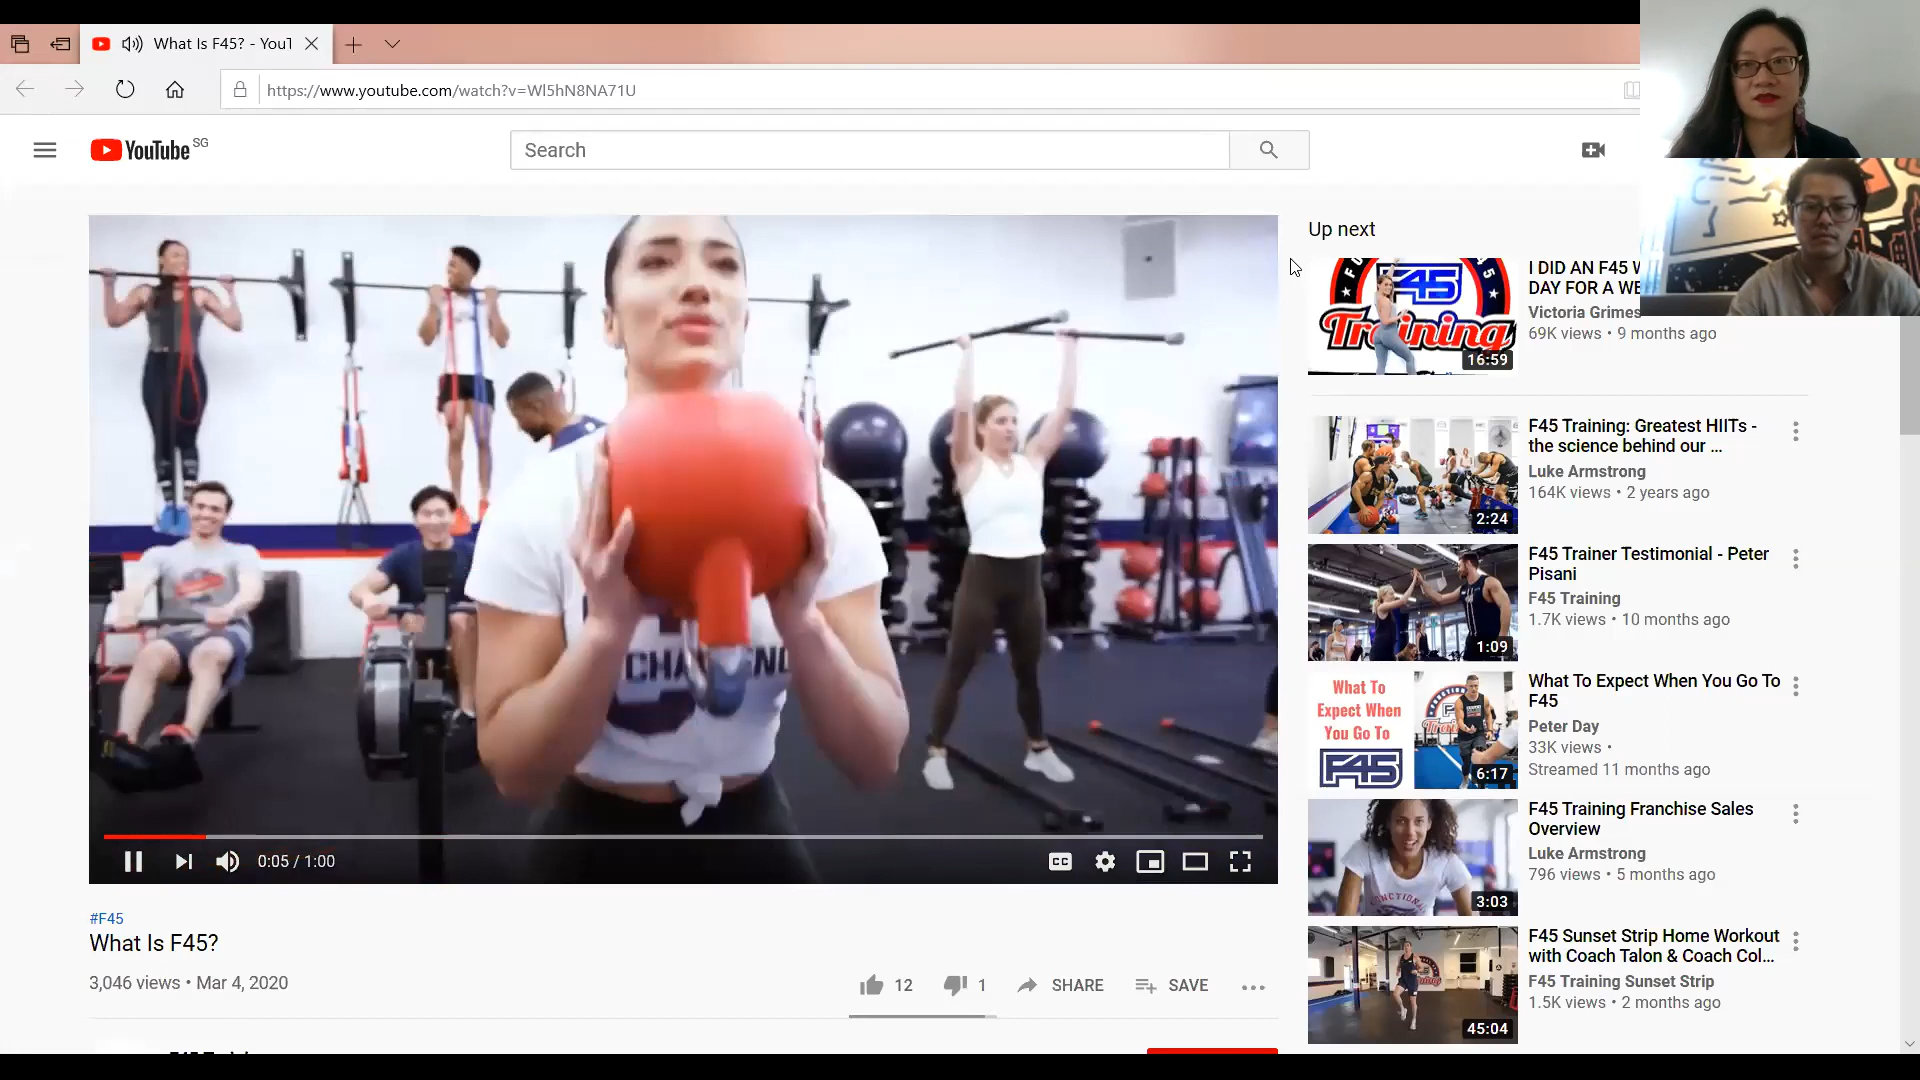 What Is F45? - YouT
https://www.youtube.com/watch?v=Wl5hN8NA71U
YouTube SG
Search
Up next
F45
Training
16:59
I DID AN F45 W
DAY FOR A WE
Victoria Grimes
69K views • 9 months ago
2:24
F45 Training: Greatest HIITs -
the science behind our ...
Luke Armstrong
164K views • 2 years ago
1:09
F45 Trainer Testimonial - Peter
Pisani
F45 Training
1.7K views • 10 months ago
What To
Expect When
You Go To
F45
6:17
What To Expect When You Go To
F45
Peter Day
33K views •
Streamed 11 months ago
3:03
F45 Training Franchise Sales
Overview
Luke Armstrong
796 views • 5 months ago
45:04
F45 Sunset Strip Home Workout
with Coach Talon & Coach Col...
F45 Training Sunset Strip
1.5K views • 2 months ago
0:05 / 1:00
CC
#F45
What Is F45?
3,046 views • Mar 4, 2020
12
1
SHARE
SAVE